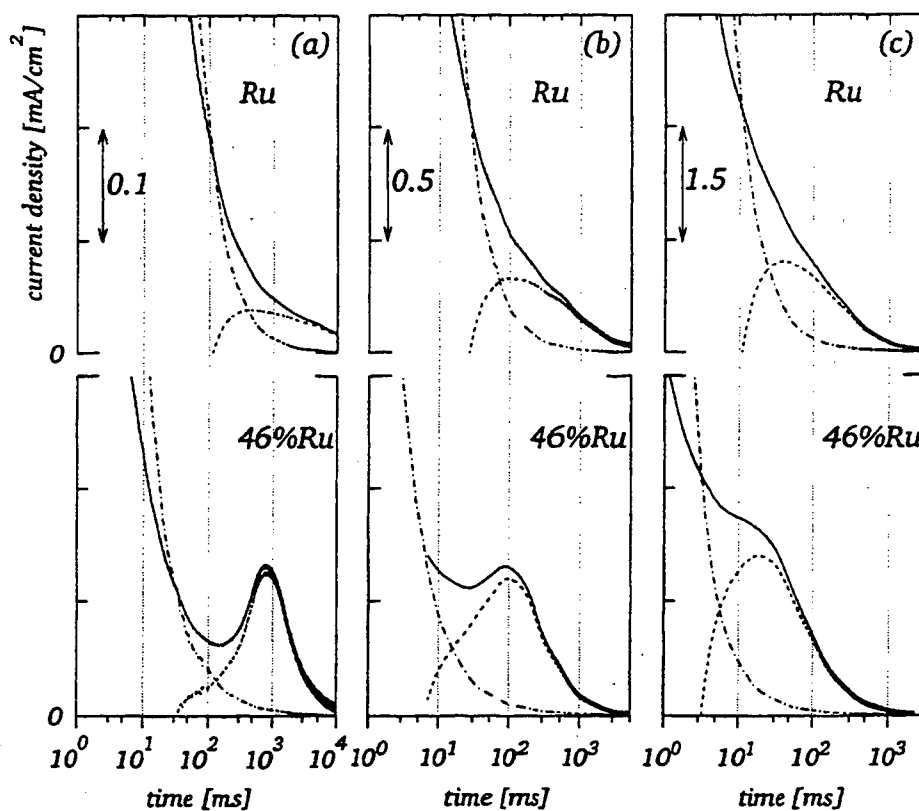 (a)
(b)
(c)
Ru
Ru
Ru
current density [mA/cm²]
0.1
0.5
1.5
0
46%Ru
46%Ru
46%Ru
0
10⁰ 10¹ 10² 10³ 10⁴
10⁰ 10¹ 10² 10³
10⁰ 10¹ 10² 10³
time [ms]
time [ms]
time [ms]